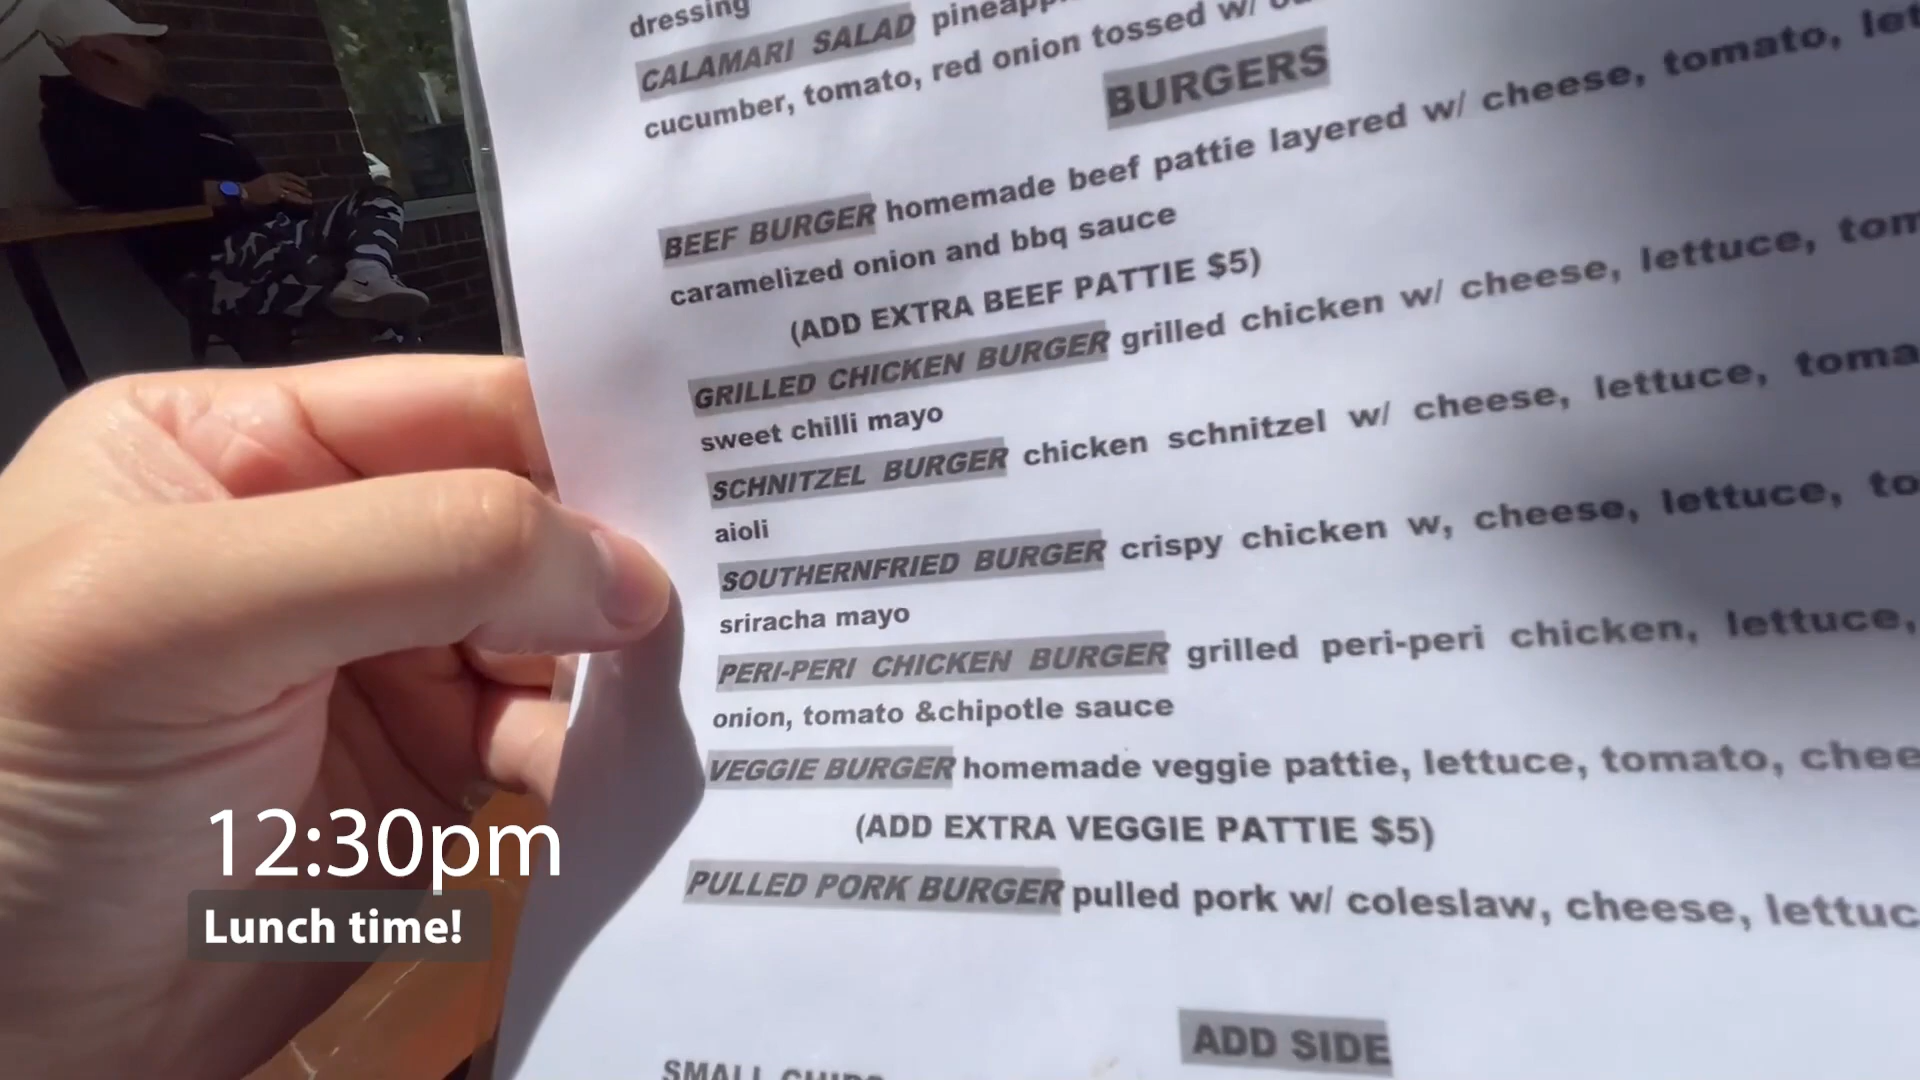 dressing
CALAMARI SALAD
cucumber, tomato, red onion tossed w/
BURGERS
BEEF BURGER homemade beef pattie layered w/ cheese, tomato,
caramelized onion and bbq sauce
(ADD EXTRA BEEF PATTIE $5)
GRILLED CHICKEN BURGER grilled chicken w/ cheese, lettuce,
sweet chilli mayo
SCHNITZEL BURGER chicken schnitzel w/ cheese, lettuce,
aioli
SOUTHERNFRIED BURGER crispy chicken w, cheese, lettuce,
sriracha mayo
PERI-PERI CHICKEN BURGER grilled peri-peri chicken, lettuce,
onion, tomato &chipotle sauce
VEGGIE BURGER homemade veggie pattie, lettuce, tomato,
(ADD EXTRA VEGGIE PATTIE $5)
PULLED PORK BURGER pulled pork w/ coleslaw, cheese,
ADD SIDE
SMALL
12:30pm
Lunch time!